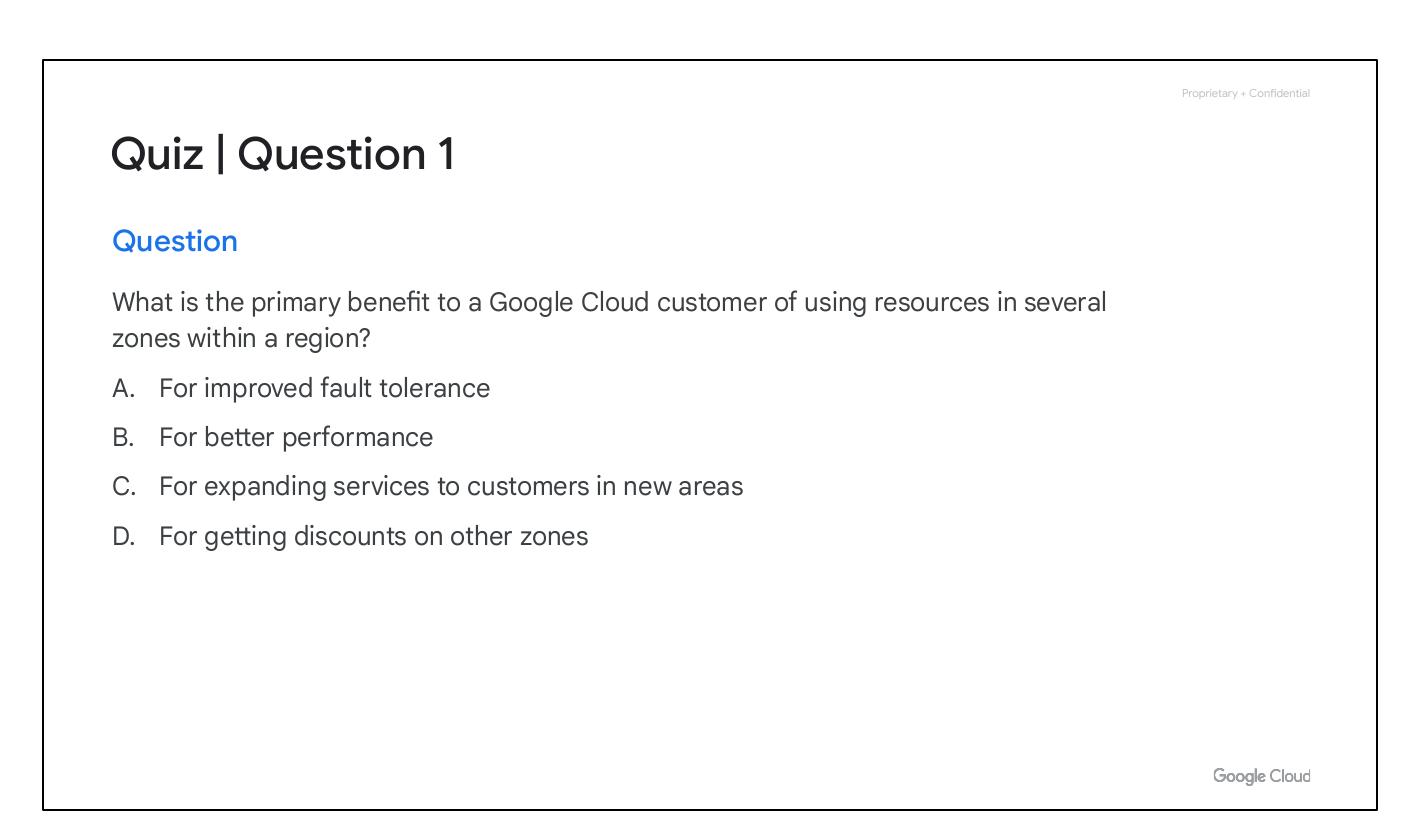 Proprietary + Confidential
Quiz | Question 1
Question
What is the primary benefit to a Google Cloud customer of using resources in several
zones within a region?
A. For improved fault tolerance
B. For better performance
C. For expanding services to customers in new areas
D. For getting discounts on other zones
Google Cloud